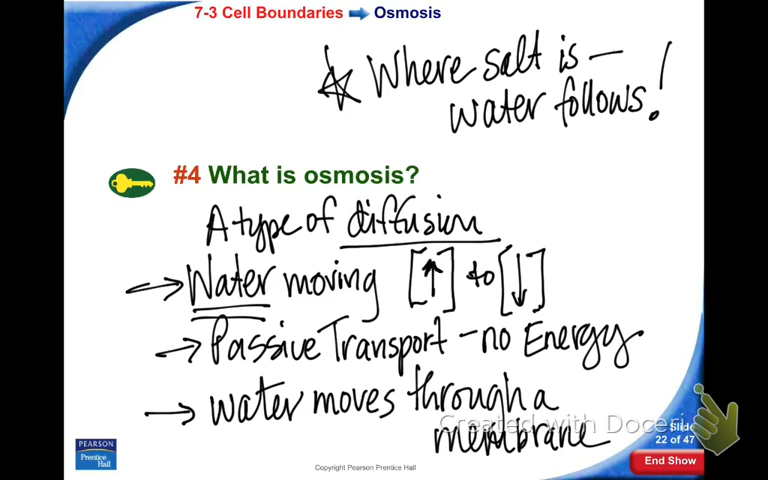 7-3 Cell Boundaries ➡ Osmosis
☆ Where salt is —
water follows!
#4 What is osmosis?
A type of diffusion
→ Water moving [↑] to [↓]
→ Passive Transport – no Energy
→ water moves through a
membrane
Created with Doceri
Slide
22 of 47
End Show
PEARSON
Prentice
Hall
Copyright Pearson Prentice Hall